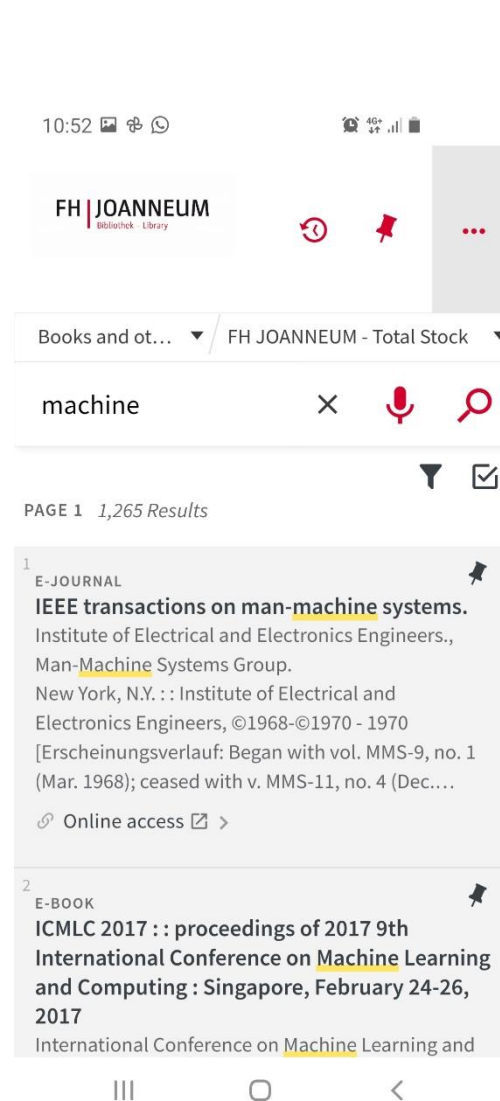 10:52 4G+
FH | JOANNEUM
Bibliothek · Library
Books and ot... FH JOANNEUM - Total Stock
machine
PAGE 1 1,265 Results
1
E-JOURNAL
IEEE transactions on man-machine systems.
Institute of Electrical and Electronics Engineers.,
Man-Machine Systems Group.
New York, N.Y. : : Institute of Electrical and
Electronics Engineers, ©1968-©1970 - 1970
[Erscheinungsverlauf: Began with vol. MMS-9, no. 1
(Mar. 1968); ceased with v. MMS-11, no. 4 (Dec....
Online access
2
E-BOOK
ICMLC 2017 : : proceedings of 2017 9th
International Conference on Machine Learning
and Computing : Singapore, February 24-26,
2017
International Conference on Machine Learning and